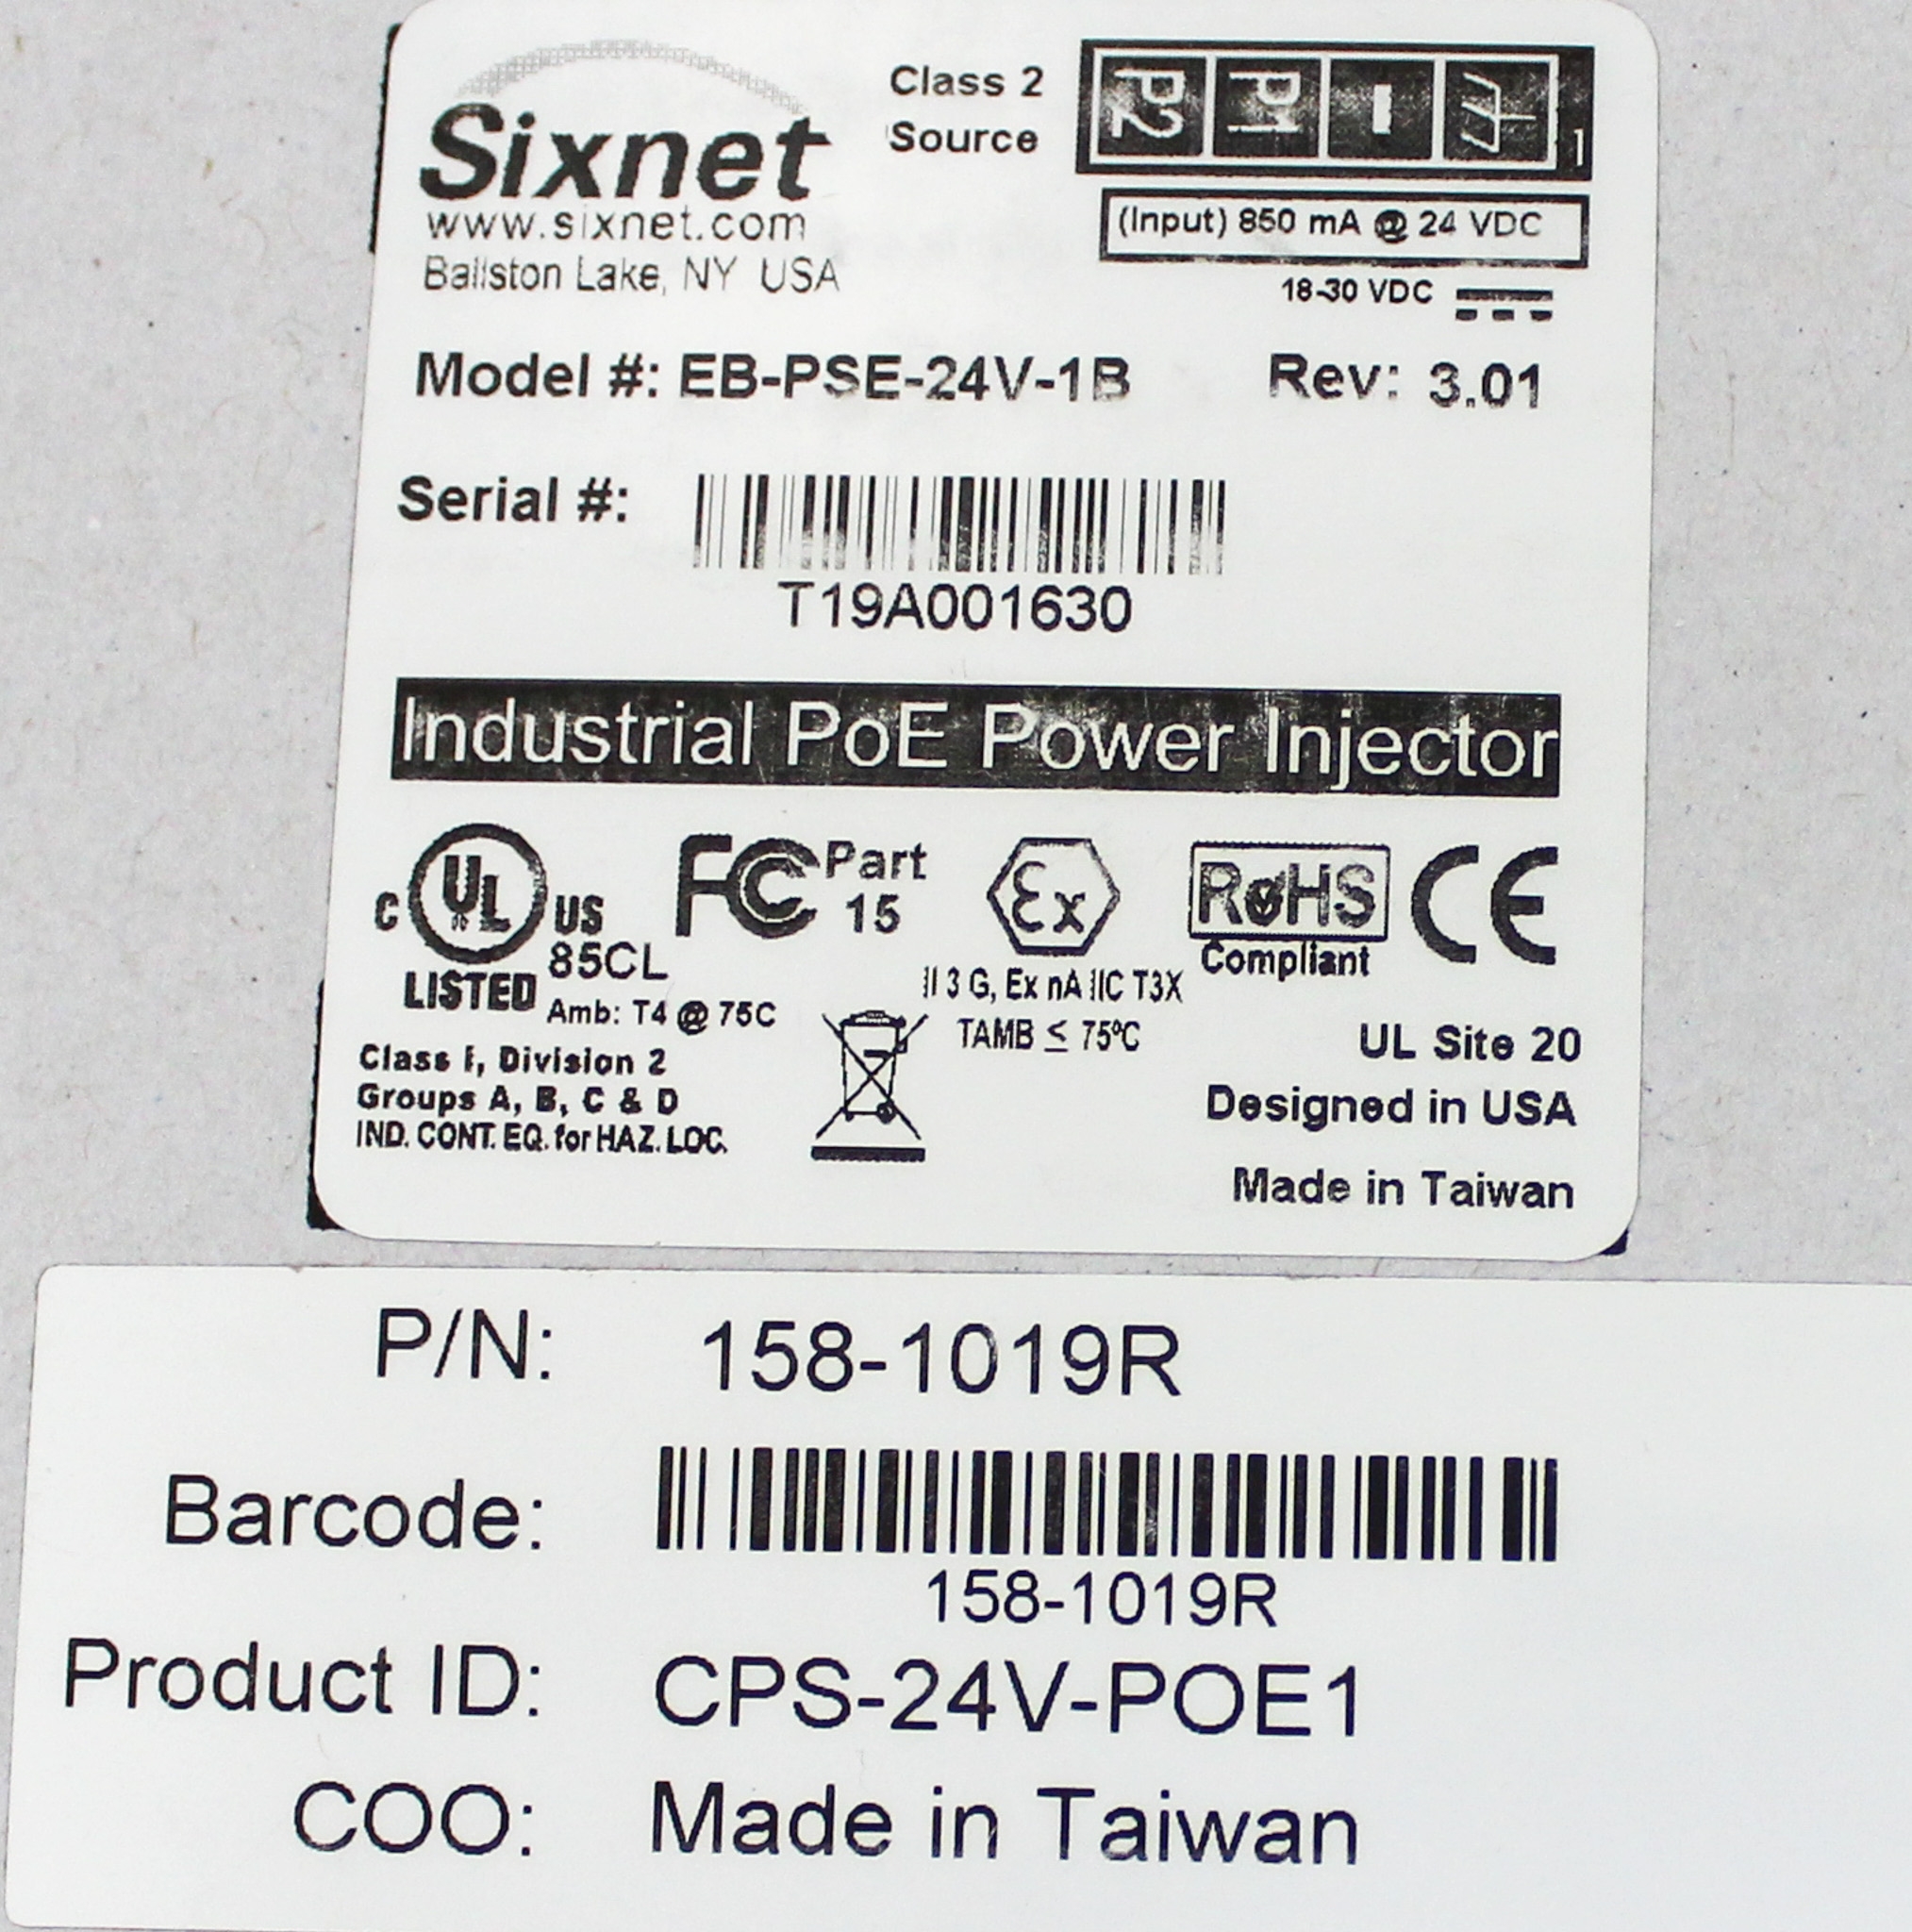 Sixnet
www.sixnet.com
Ballston Lake, NY USA
Class 2
Source
P2 P1 - 1
(Input) 850 mA @ 24 VDC
18-30 VDC
Model #: EB-PSE-24V-1B Rev: 3.01
Serial #:
T19A001630
Industrial PoE Power Injector
C UL US
LISTED
85CL
Amb: T4 @ 75C
Class I, Division 2
Groups A, B, C & D
IND. CONT. EQ. for HAZ. LOC.
FC Part
15
Ex
II 3 G, Ex nA IIC T3X
TAMB ≤ 75ºC
RoHS
Compliant
CE
UL Site 20
Designed in USA
Made in Taiwan
P/N: 158-1019R
Barcode:
158-1019R
Product ID: CPS-24V-POE1
COO: Made in Taiwan